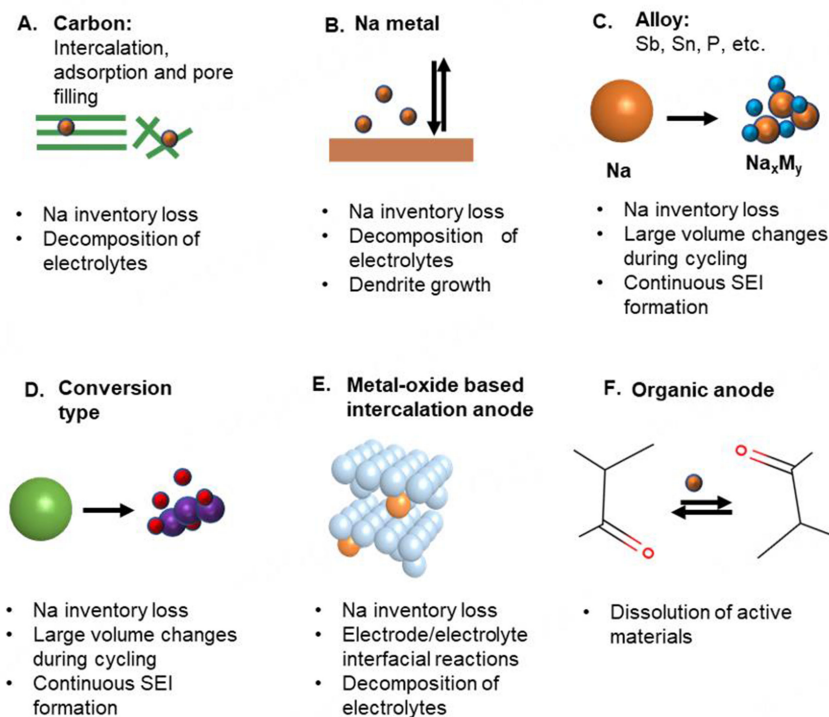 A. Carbon:
Intercalation,
adsorption and pore
filling
• Na inventory loss
• Decomposition of
electrolytes
B. Na metal
• Na inventory loss
• Decomposition of
electrolytes
• Dendrite growth
C. Alloy:
Sb, Sn, P, etc.
Na
NaxMy
• Na inventory loss
• Large volume changes
during cycling
• Continuous SEI
formation
D. Conversion
type
• Na inventory loss
• Large volume changes
during cycling
• Continuous SEI
formation
E. Metal-oxide based
intercalation anode
• Na inventory loss
• Electrode/electrolyte
interfacial reactions
• Decomposition of
electrolytes
F. Organic anode
O
O
• Dissolution of active
materials